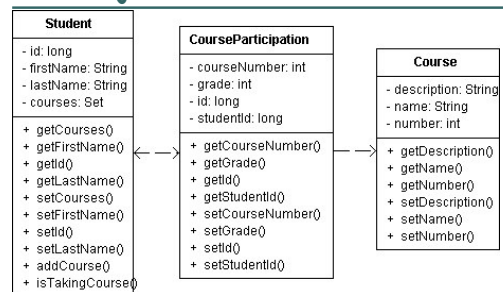 Student
- id: long
- firstName: String
- lastName: String
- courses: Set
+ getCourses()
+ getFirstName()
+ getId()
+ getLastName()
+ setCourses()
+ setFirstName()
+ setId()
+ setLastName()
+ addCourse()
+ isTakingCourse()
CourseParticipation
- courseNumber: int
- grade: int
- id: long
- studentId: long
+ getCourseNumber()
+ getGrade()
+ getId()
+ getStudentId()
+ setCourseNumber()
+ setGrade()
+ setId()
+ setStudentId()
Course
- description: String
- name: String
- number: int
+ getDescription()
+ getName()
+ getNumber()
+ setDescription()
+ setName()
+ setNumber()